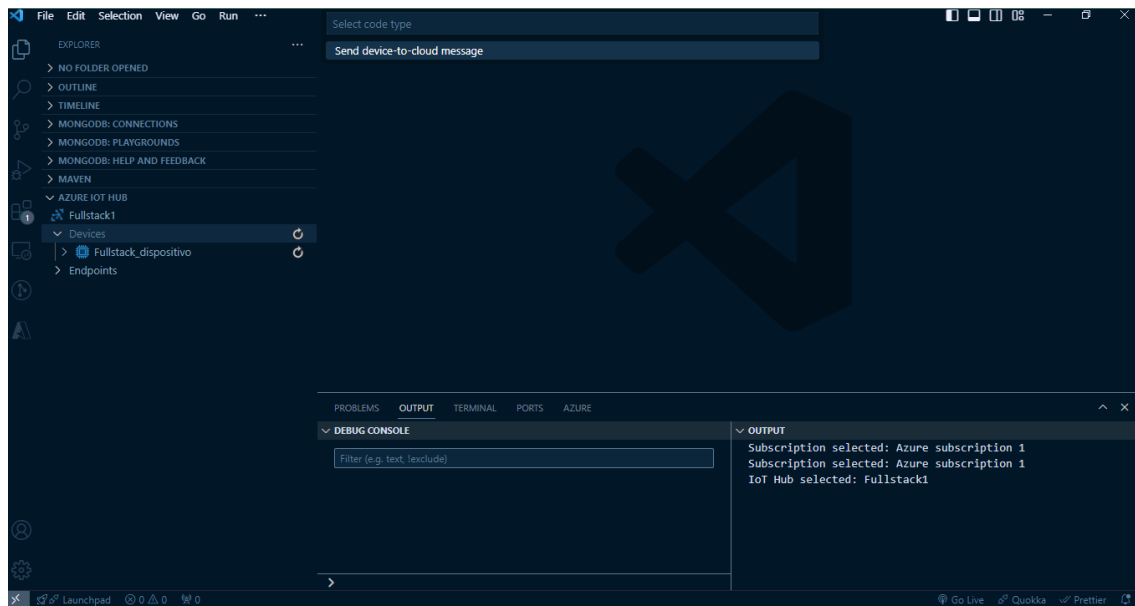 File Edit Selection View Go Run ···
Select code type
Send device-to-cloud message
EXPLORER ···
NO FOLDER OPENED
OUTLINE
TIMELINE
MONGODB: CONNECTIONS
MONGODB: PLAYGROUNDS
MONGODB: HELP AND FEEDBACK
MAVEN
AZURE IOT HUB
Fullstack1
Devices
Fullstack_dispositivo
Endpoints
1
PROBLEMS OUTPUT TERMINAL PORTS AZURE
DEBUG CONSOLE
Filter (e.g. text, !exclude)
OUTPUT
Subscription selected: Azure subscription 1
Subscription selected: Azure subscription 1
IoT Hub selected: Fullstack1
Launchpad 0 0 0 Go Live Quokka Prettier